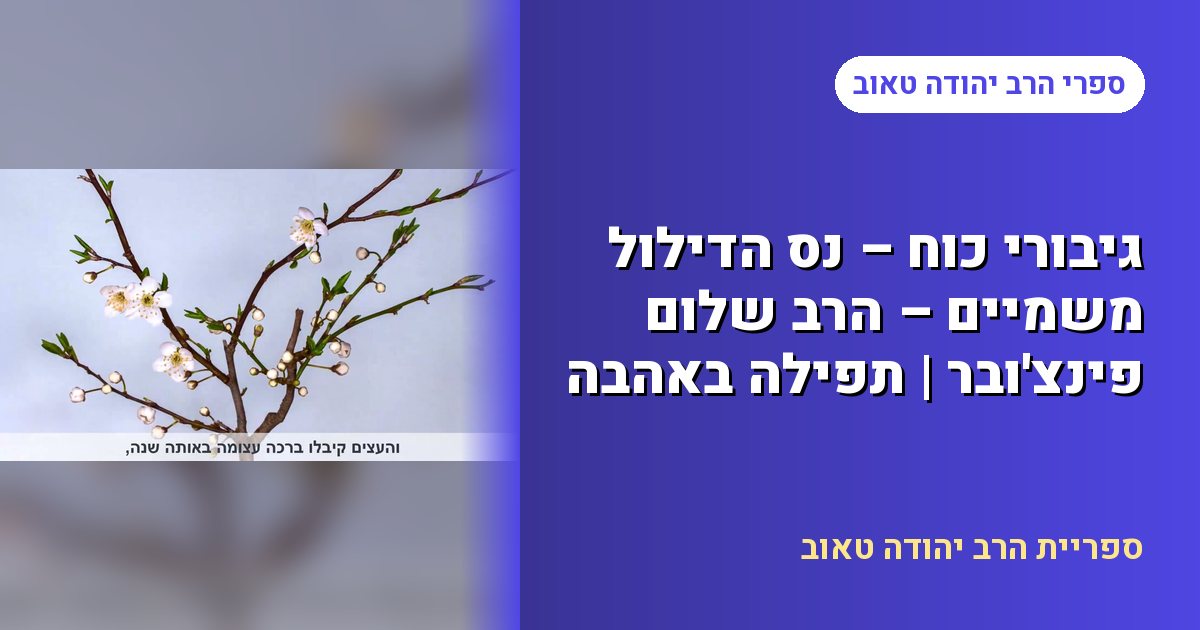 ספרי הרב יהודה טאוב
גיבורי כוח – נס הדילול
משמיים – הרב שלום
פינצ'ובר | תפילה באהבה
והעצים קיבלו ברכה עצומה באותה שנה,
ספריית הרב יהודה טאוב